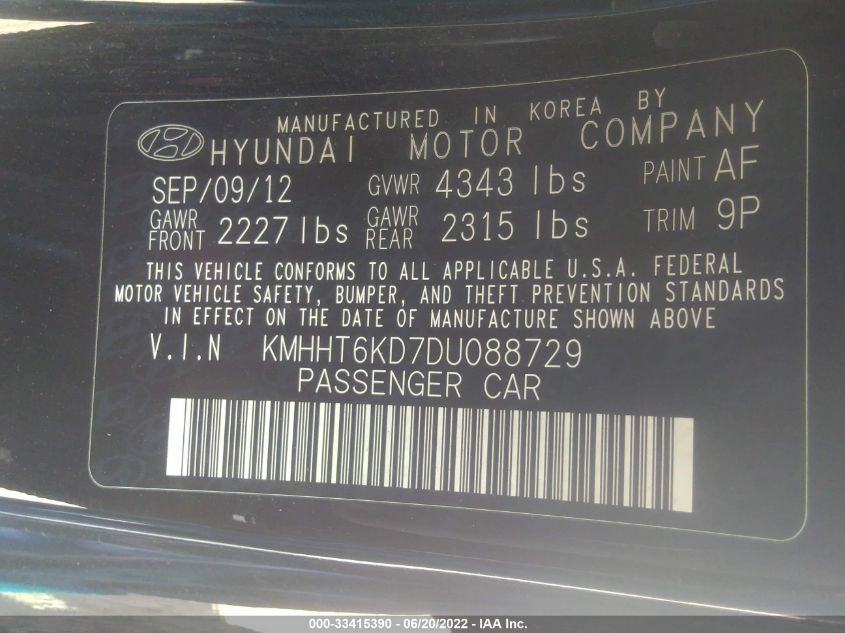 MANUFACTURED IN KOREA BY
HYUNDAI MOTOR COMPANY
SEP/09/12 GVWR 4343 lbs PAINT AF
GAWR FRONT 2227 lbs GAWR REAR 2315 lbs TRIM 9P
THIS VEHICLE CONFORMS TO ALL APPLICABLE U.S.A. FEDERAL
MOTOR VEHICLE SAFETY, BUMPER, AND THEFT PREVENTION STANDARDS
IN EFFECT ON THE DATE OF MANUFACTURE SHOWN ABOVE
V.I.N KMHHT6KD7DU088729
PASSENGER CAR
000-33415390 - 06/20/2022 - IAA Inc.